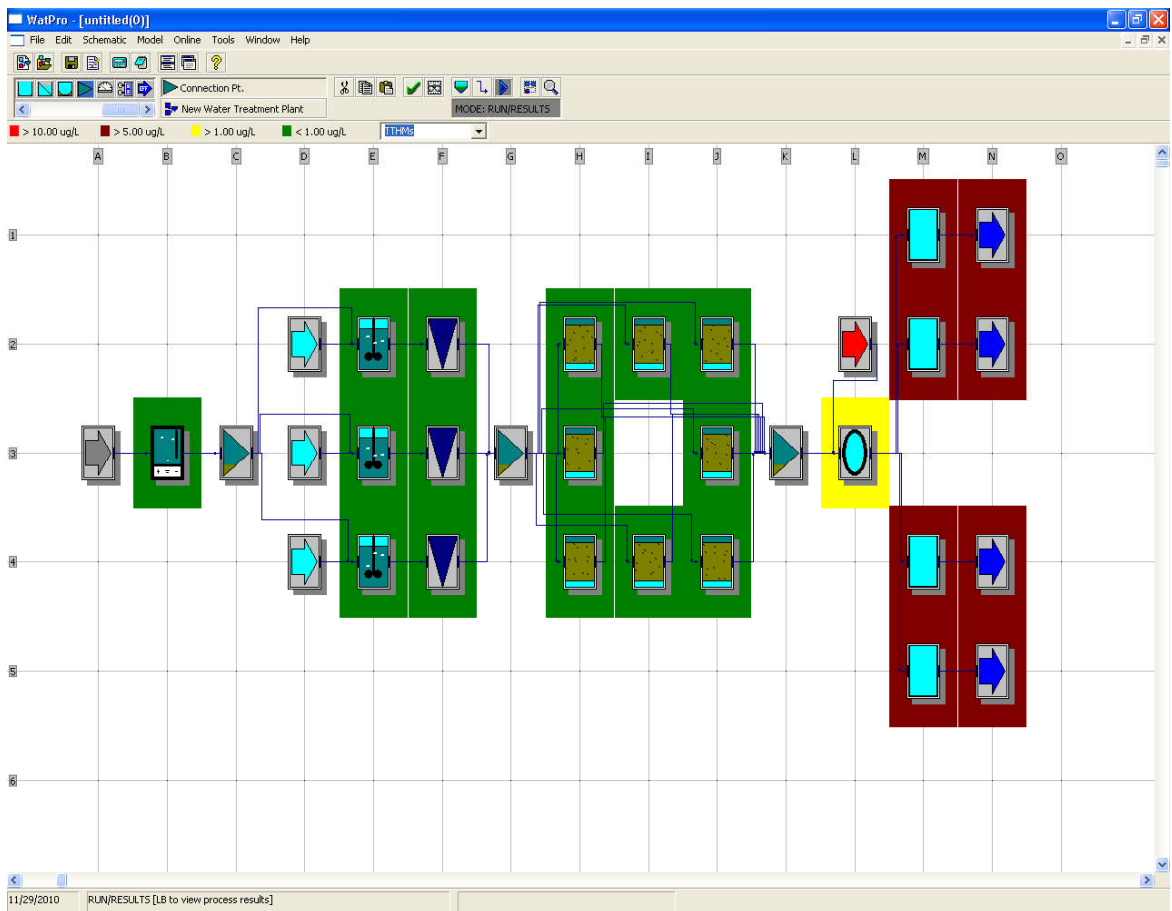 WatPro - [untitled(0)]
File Edit Schematic Model Online Tools Window Help
Connection Pt.
New Water Treatment Plant
MODE: RUN/RESULTS
> 10.00 ug/L > 5.00 ug/L > 1.00 ug/L < 1.00 ug/L TTHMs
A B C D E F G H I J K L M N O
1
2
3
4
5
6
11/29/2010 RUN/RESULTS [LB to view process results]